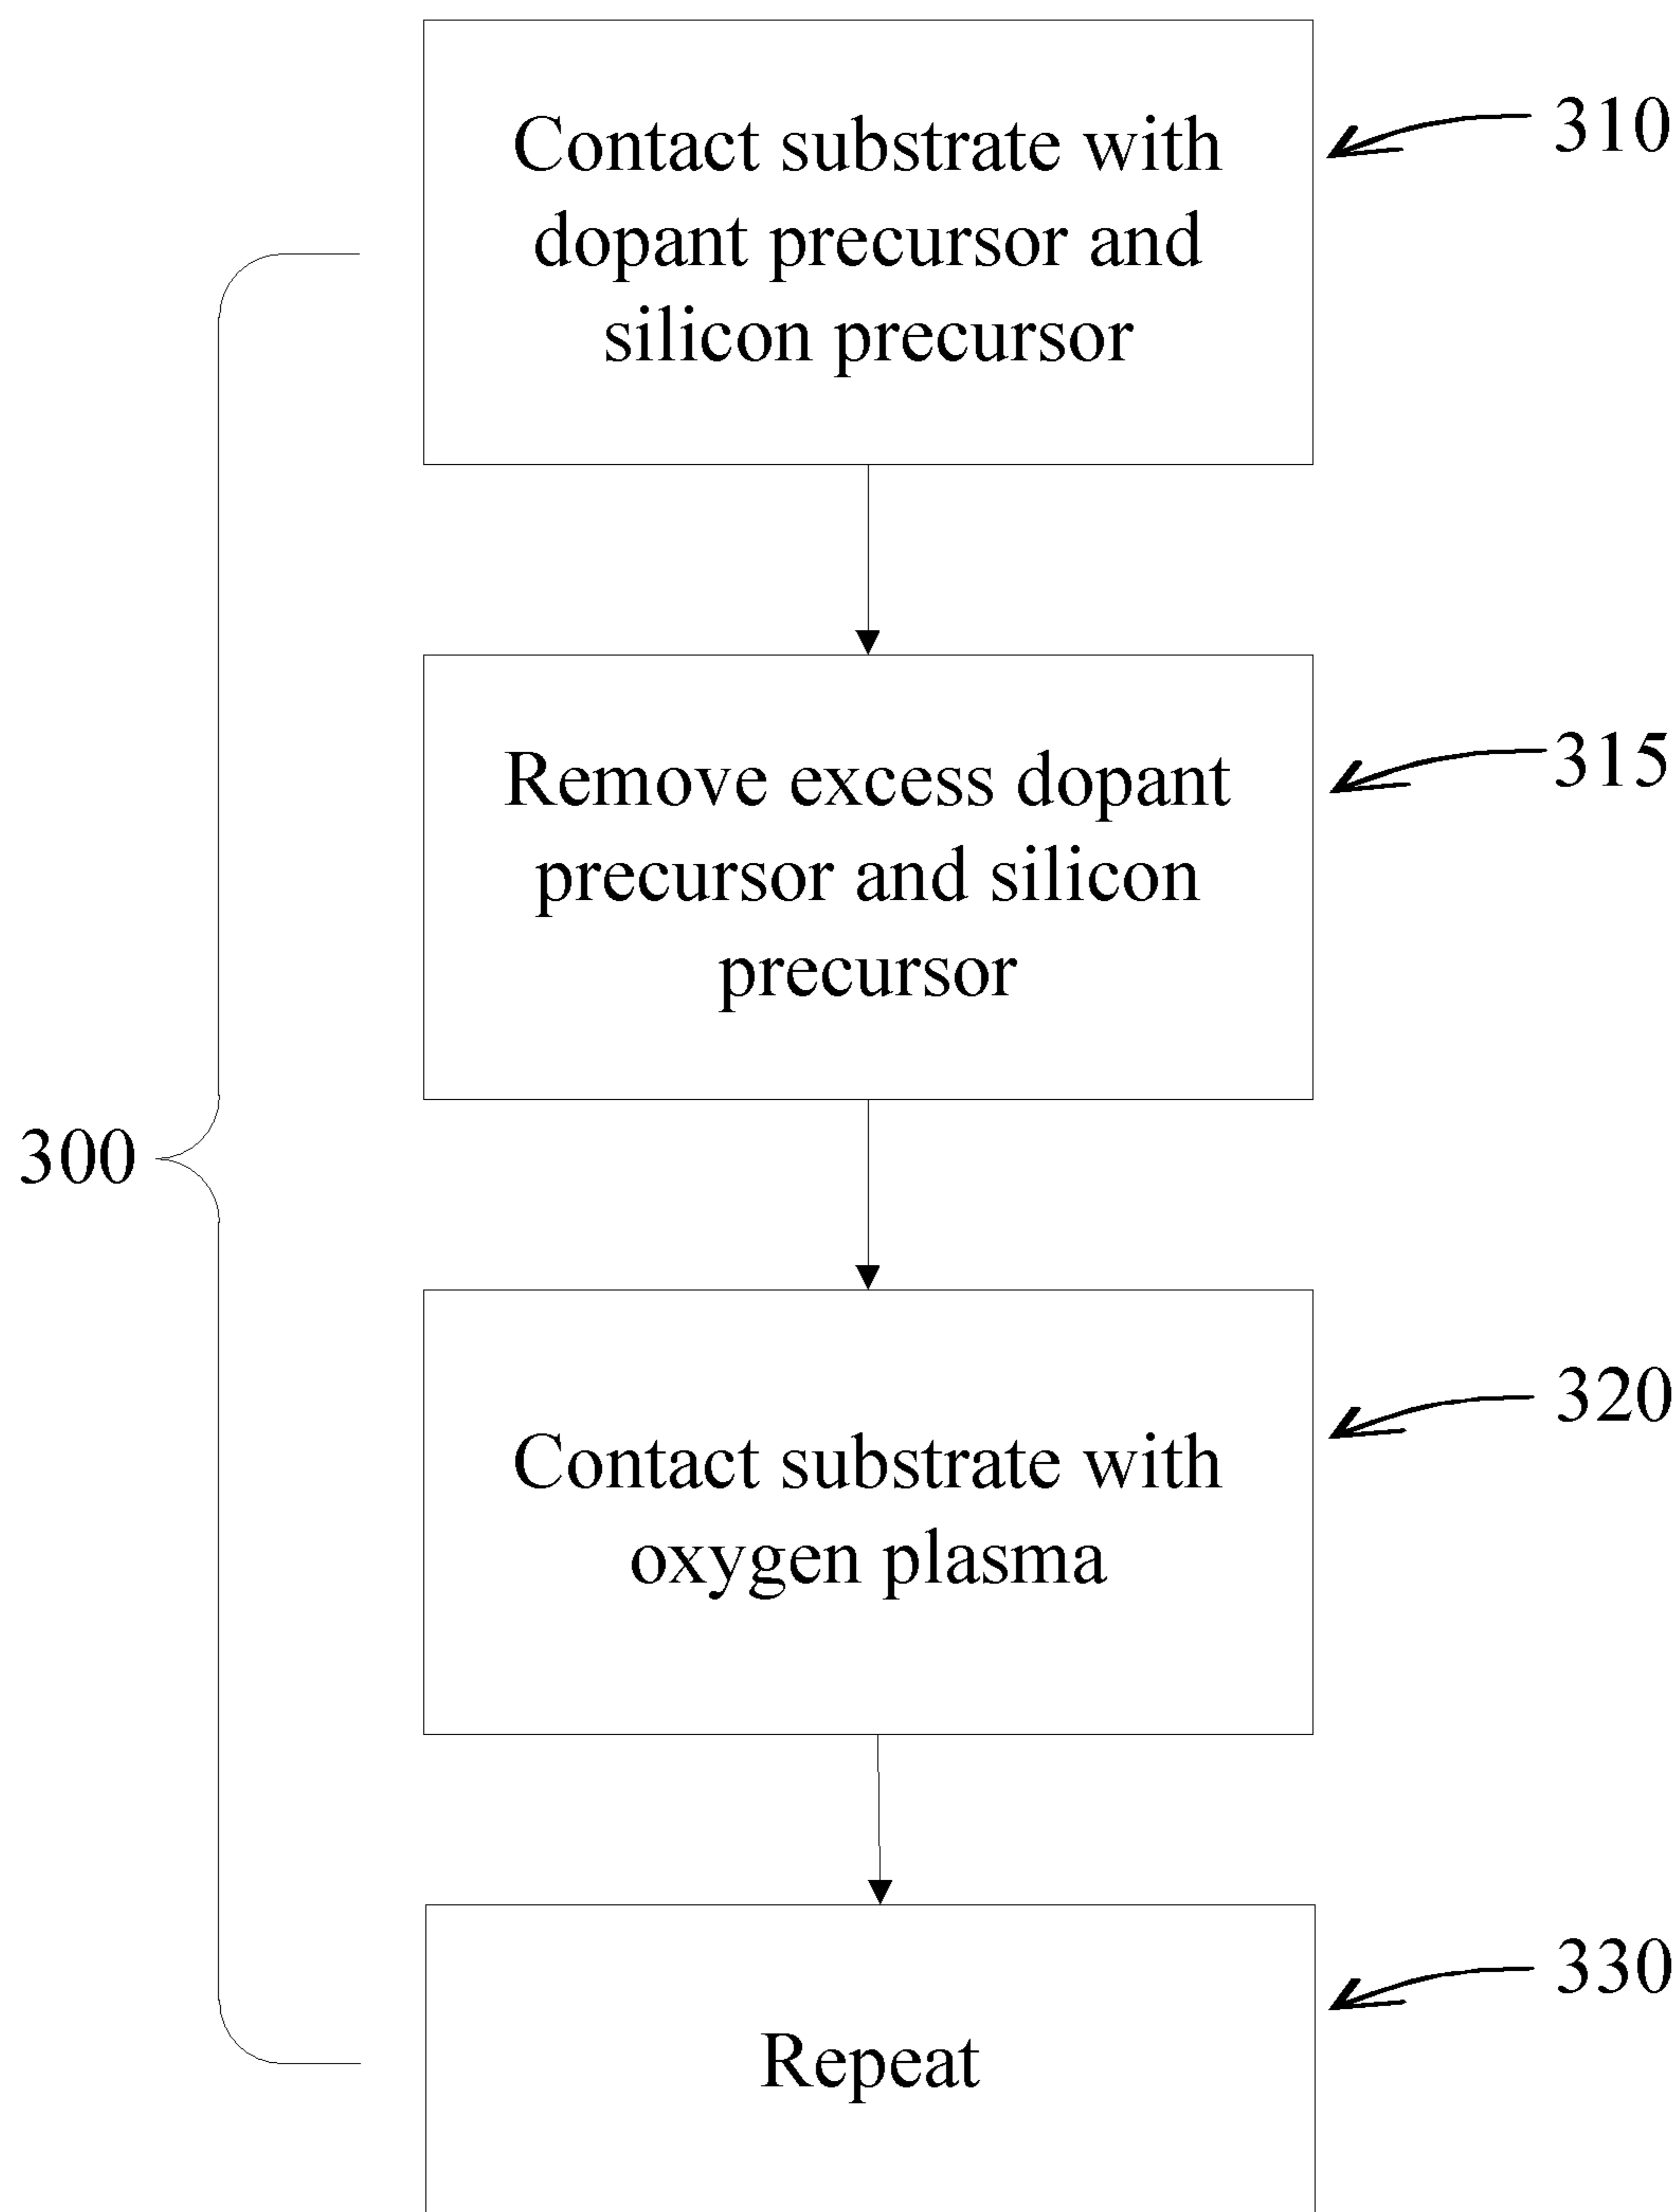 Contact substrate with
dopant precursor and
silicon precursor
310
Remove excess dopant
precursor and silicon
precursor
315
300
Contact substrate with
oxygen plasma
320
Repeat
330